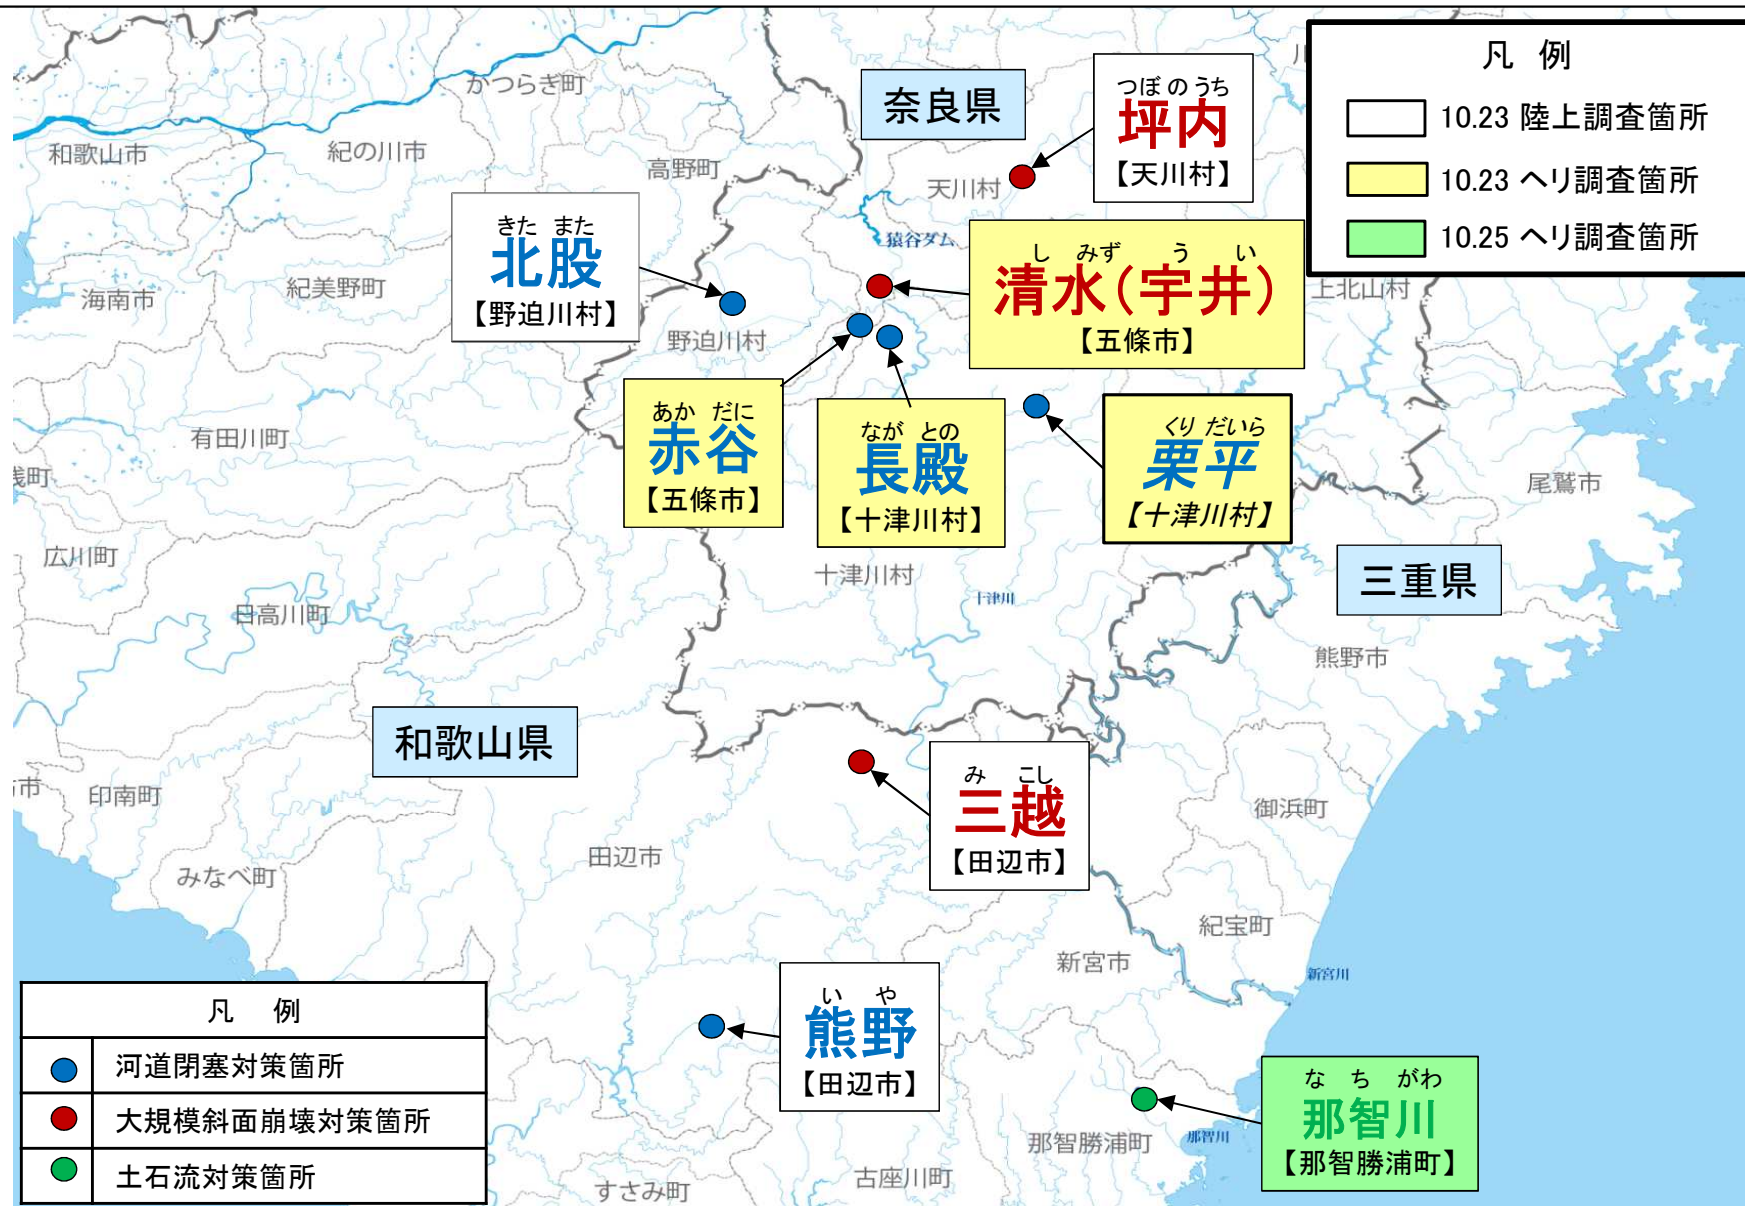 かつらぎ町
奈良県
つぼ の うち
坪内
【天川村】
凡 例
10.23 陸上調査箇所
10.23 ヘリ調査箇所
10.25 ヘリ調査箇所
和歌山市
紀の川市
高野町
天川村
きた また
北股
【野迫川村】
猿谷ダム
し みず う い
清水(宇井)
【五條市】
上北山村
海南市
紀美野町
野迫川村
あか だに
赤谷
【五條市】
なが との
長殿
【十津川村】
くり だいら
栗平
【十津川村】
有田川町
浅町
尾鷲市
広川町
十津川村
三重県
十津川
日高川町
熊野市
和歌山県
み こし
三越
【田辺市】
市
印南町
御浜町
田辺市
みなべ町
紀宝町
新宮市
新宮川
い や
熊野
【田辺市】
な ち がわ
那智川
【那智勝浦町】
那智勝浦町
那智川
古座川町
すさみ町
凡 例
河道閉塞対策箇所
大規模斜面崩壊対策箇所
土石流対策箇所